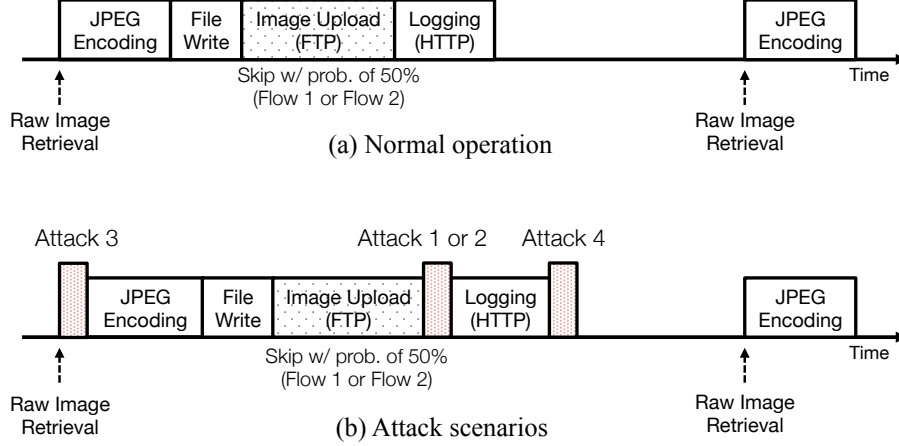 JPEG
Encoding
File
Write
Image Upload
(FTP)
Logging
(HTTP)
JPEG
Encoding
Time
Skip w/ prob. of 50%
(Flow 1 or Flow 2)
Raw Image
Retrieval
Raw Image
Retrieval
(a) Normal operation
Attack 3
Attack 1 or 2
Attack 4
JPEG
Encoding
File
Write
Image Upload
(FTP)
Logging
(HTTP)
JPEG
Encoding
Time
Skip w/ prob. of 50%
(Flow 1 or Flow 2)
Raw Image
Retrieval
Raw Image
Retrieval
(b) Attack scenarios